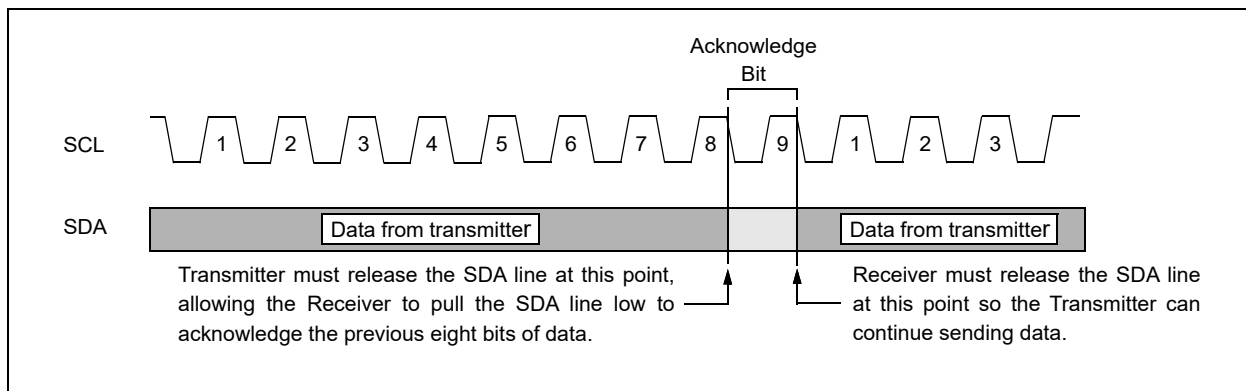 Acknowledge
Bit
SCL
1 2 3 4 5 6 7 8 9 1 2 3
SDA
Data from transmitter
Data from transmitter
Transmitter must release the SDA line at this point,
allowing the Receiver to pull the SDA line low to
acknowledge the previous eight bits of data.
Receiver must release the SDA line
at this point so the Transmitter can
continue sending data.